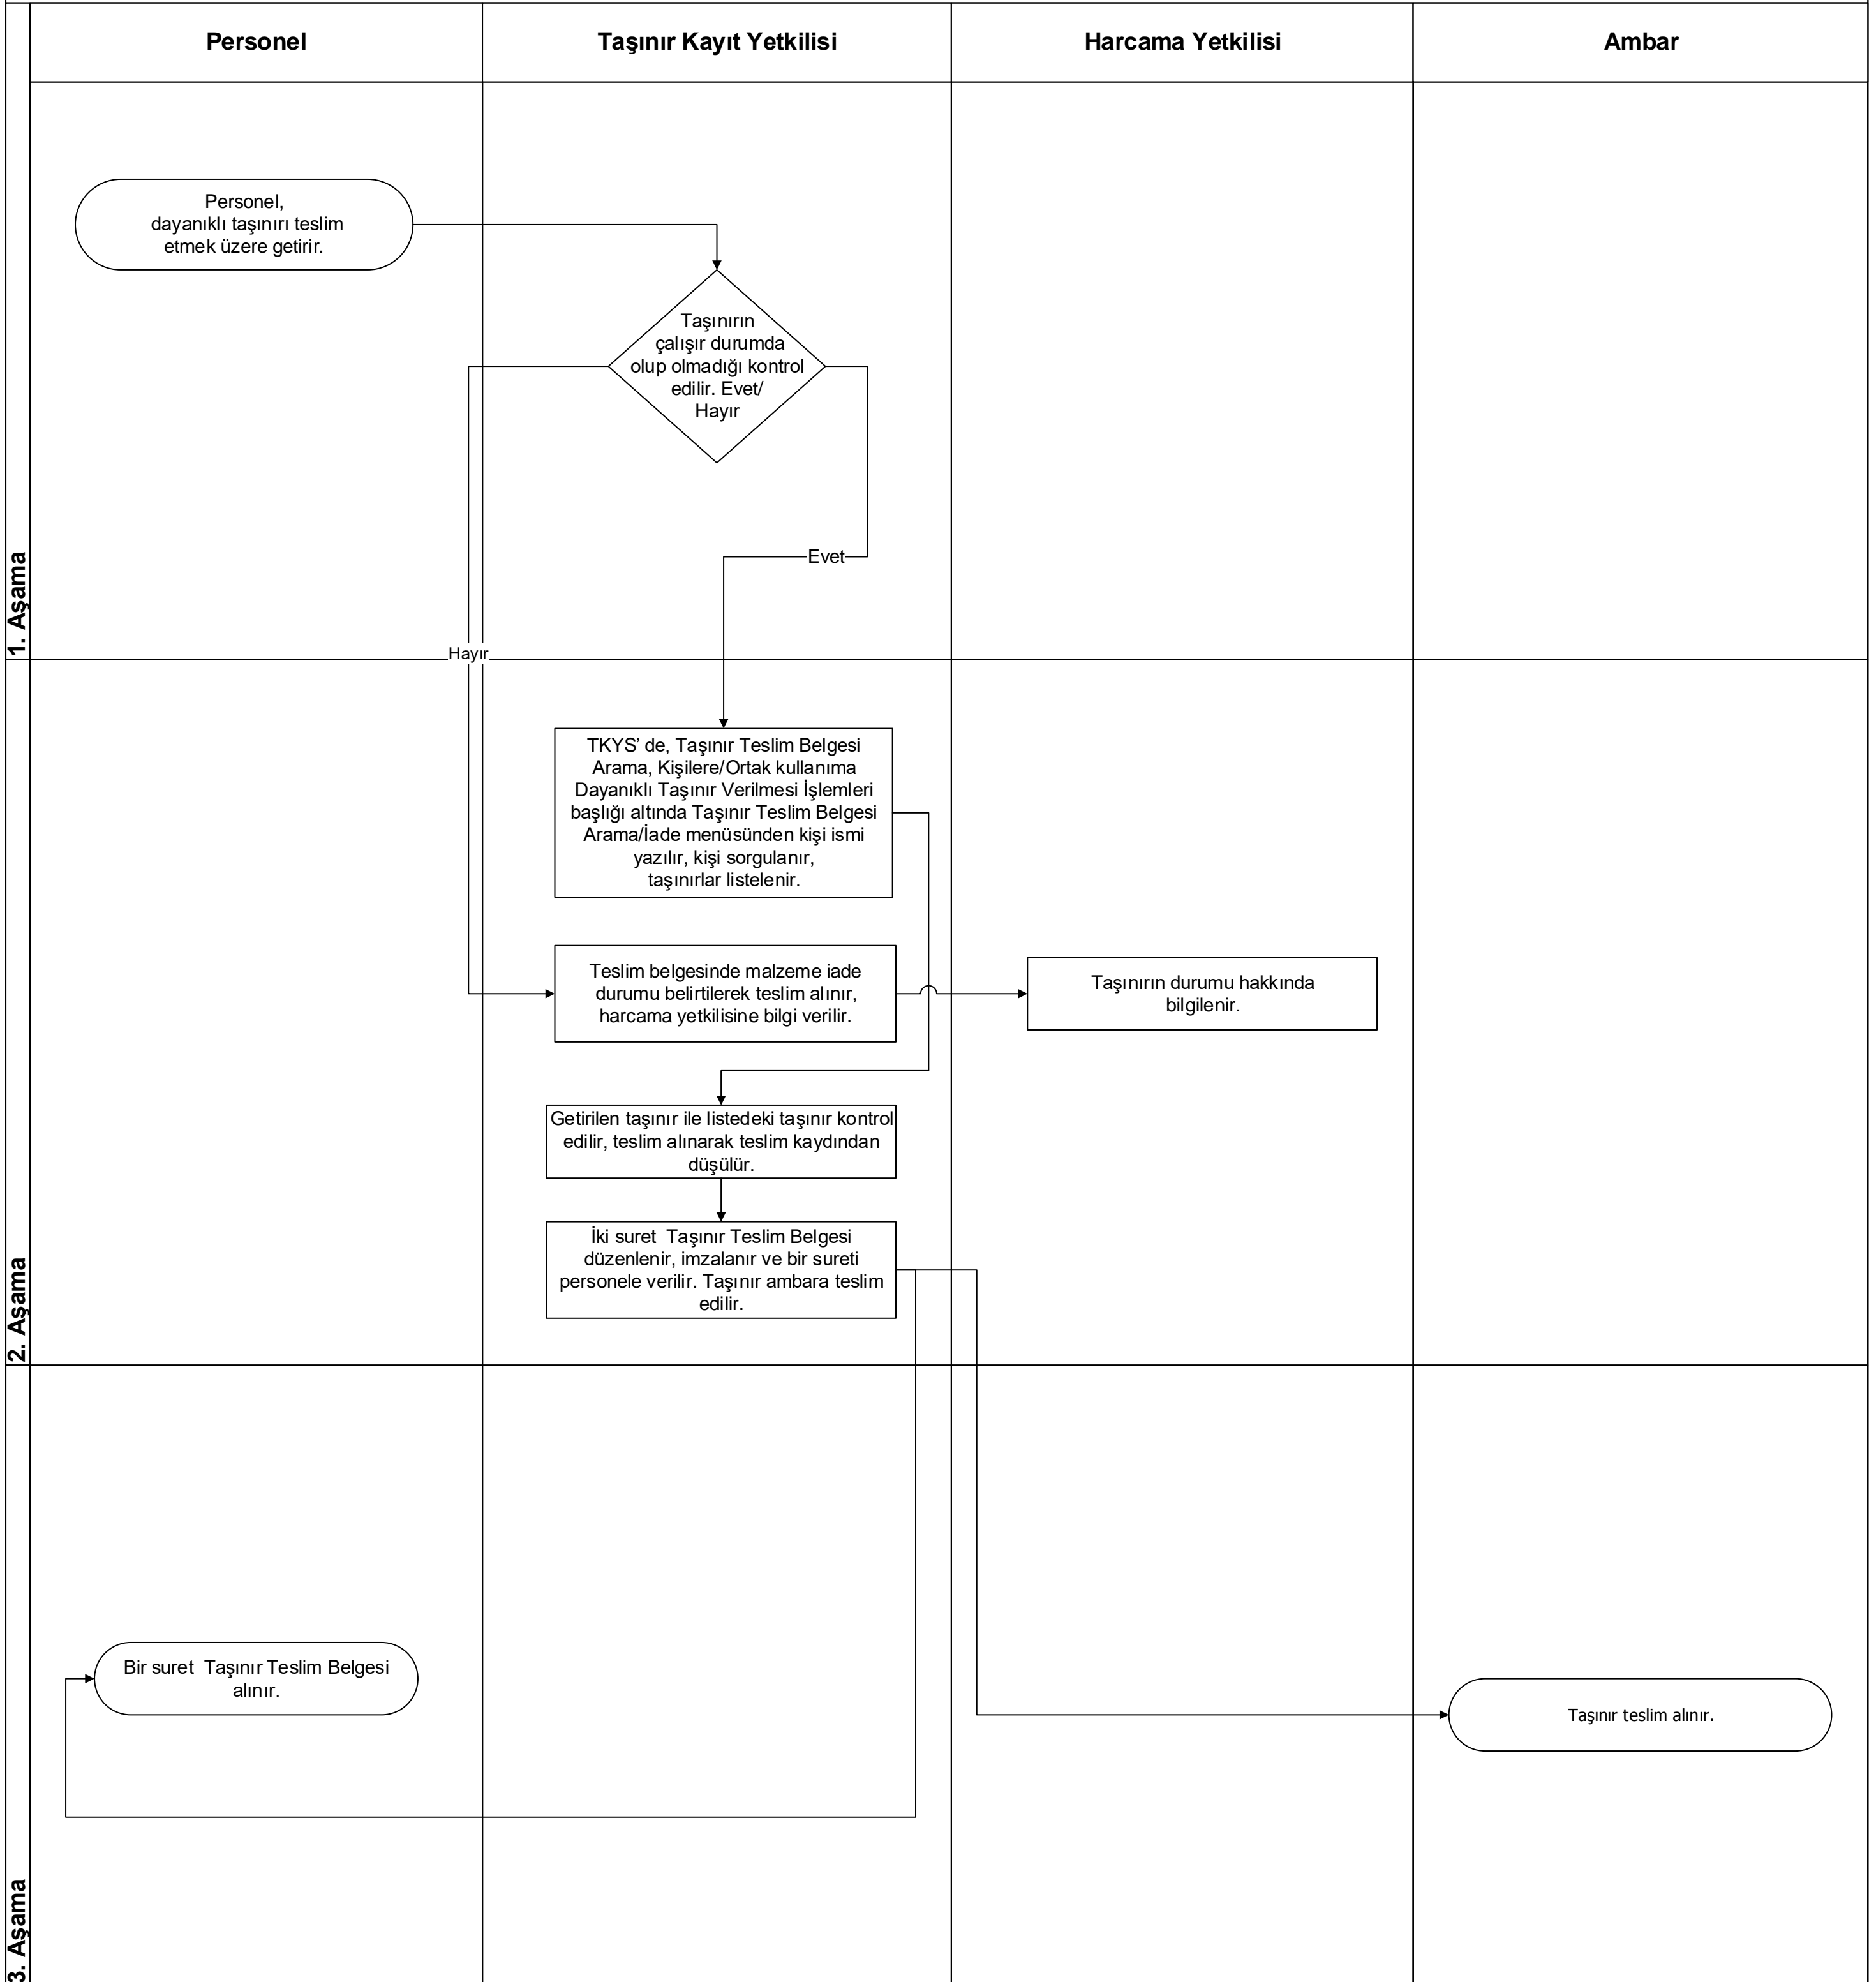 Personel
Taşınır Kayıt Yetkilisi
Harcama Yetkilisi
Ambar
1. Aşama
Personel,
dayanıklı taşınırı teslim
etmek üzere getirir.
Taşınırın
çalışır durumda
olup olmadığı kontrol
edilir. Evet/
Hayır
Evet
Hayır
2. Aşama
TKYS’ de, Taşınır Teslim Belgesi
Arama, Kişilere/Ortak kullanıma
Dayanıklı Taşınır Verilmesi İşlemleri
başlığı altında Taşınır Teslim Belgesi
Arama/İade menüsünden kişi ismi
yazılır, kişi sorgulanır,
taşınırlar listelenir.
Teslim belgesinde malzeme iade
durumu belirtilerek teslim alınır,
harcama yetkilisine bilgi verilir.
Taşınırın durumu hakkında
bilgilenir.
Getirilen taşınır ile listedeki taşınır kontrol
edilir, teslim alınarak teslim kaydından
düşülür.
İki suret  Taşınır Teslim Belgesi
düzenlenir, imzalanır ve bir sureti
personele verilir. Taşınır ambara teslim
edilir.
3. Aşama
Bir suret  Taşınır Teslim Belgesi
alınır.
Taşınır teslim alınır.